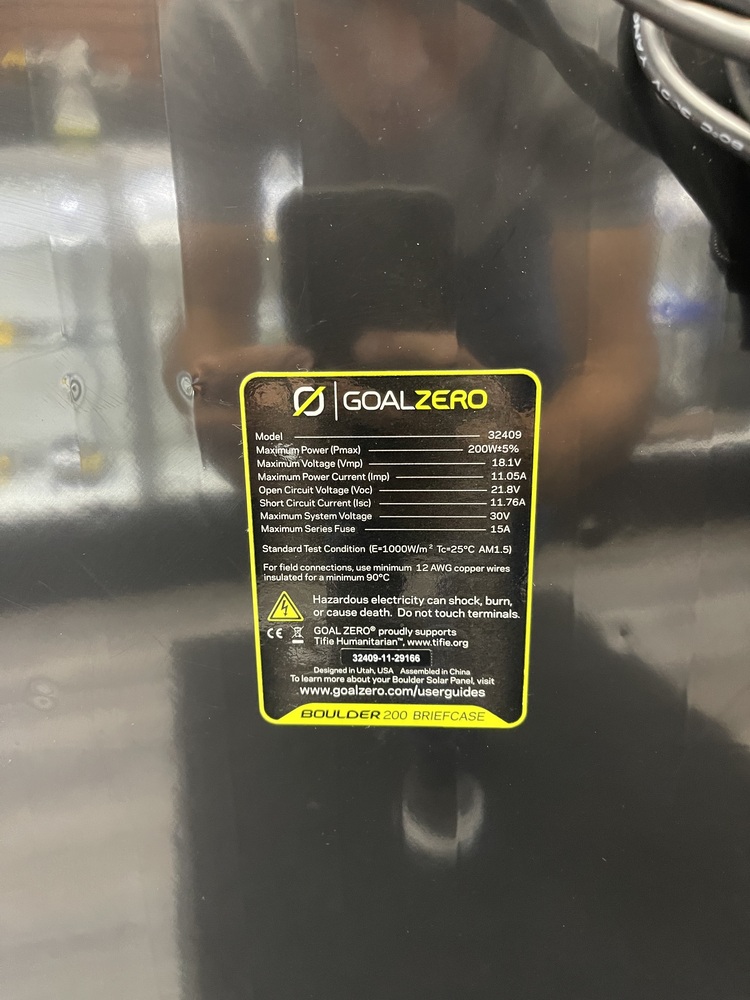 GOALZERO
Model 32409
Maximum Power (Pmax) 200W±5%
Maximum Voltage (Vmp) 18.1V
Maximum Power Current (Imp) 11.05A
Open Circuit Voltage (Voc) 21.8V
Short Circuit Current (Isc) 11.76A
Maximum System Voltage 30V
Maximum Series Fuse 15A
Standard Test Condition (E=1000W/m² Tc=25°C AM1.5)
For field connections, use minimum 12 AWG copper wires
insulated for a minimum 90°C
Hazardous electricity can shock, burn,
or cause death. Do not touch terminals.
CE
GOAL ZERO® proudly supports
Tifie Humanitarian™, www.tifie.org
32409-11-29166
Designed in Utah, USA Assembled in China
To learn more about your Boulder Solar Panel, visit
www.goalzero.com/userguides
BOULDER 200 BRIEFCASE